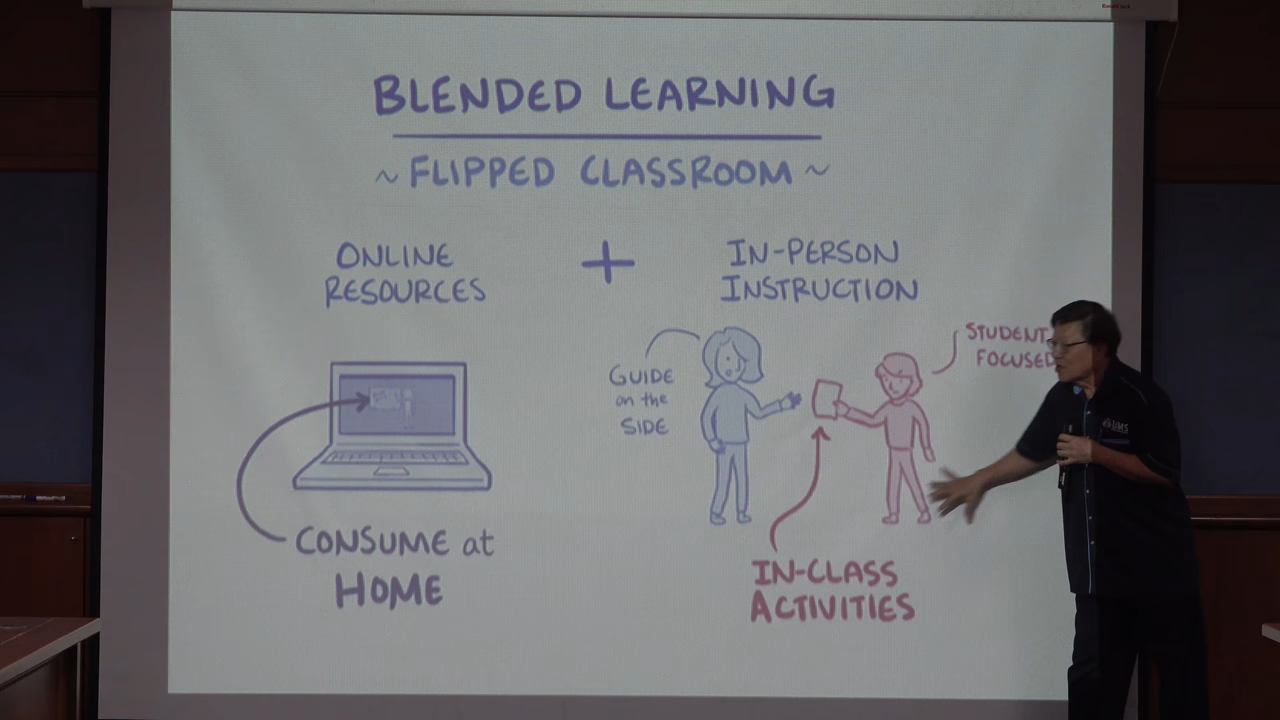 BLENDED LEARNING
~ FLIPPED CLASSROOM ~
ONLINE
RESOURCES
+
IN-PERSON
INSTRUCTION
GUIDE
on the
SIDE
STUDENT
FOCUSED
CONSUME at
HOME
IN-CLASS
ACTIVITIES